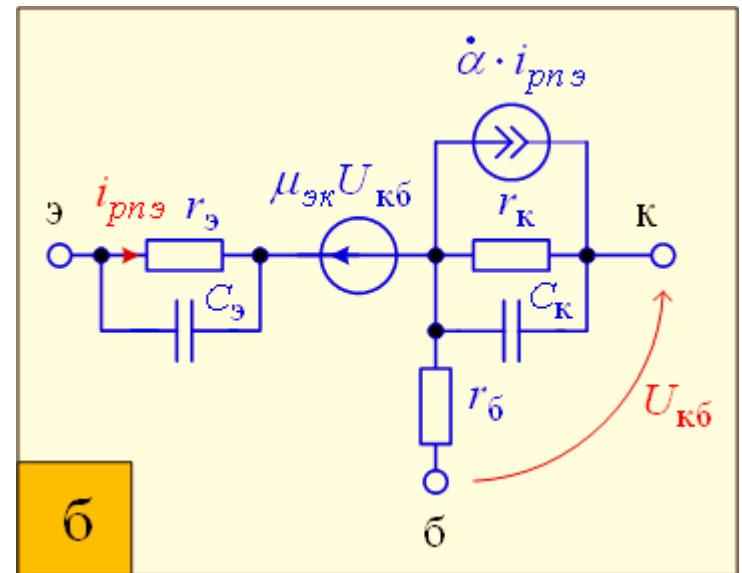 α̇ · i_рпэ
э
i_рпэ
r_э
μ_эк U_кб
r_к
к
C_э
C_к
r_б
U_кб
б
б